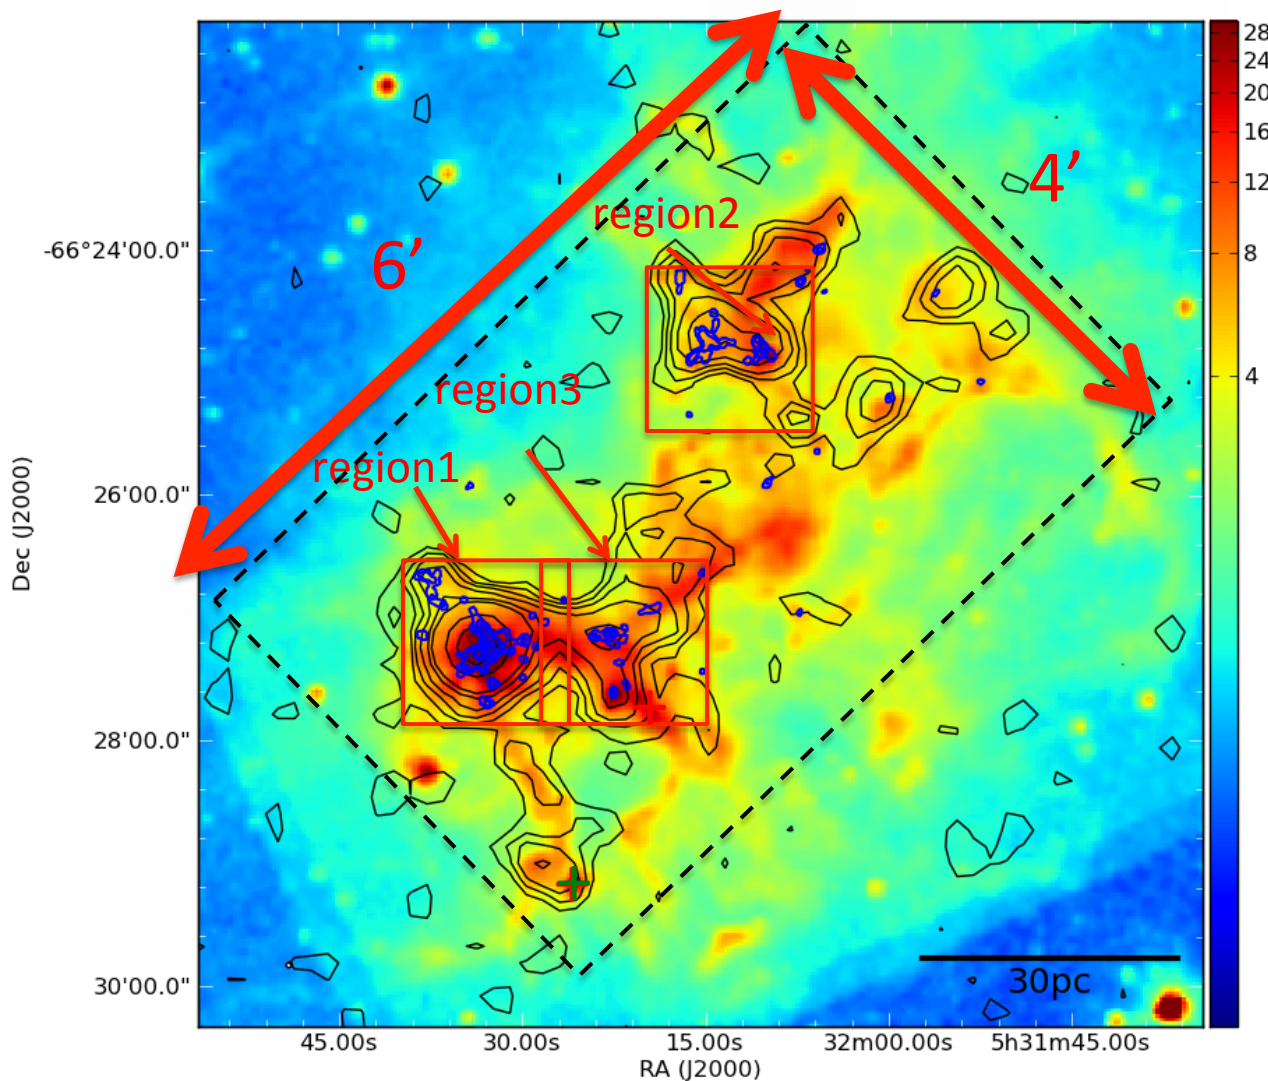 28
24
20
16
12
8
4
4’
region2
6’
-66°24'00.0"
region3
region1
26'00.0"
Dec (J2000)
28'00.0"
30'00.0"
30pc
45.00s
30.00s
15.00s
32m00.00s
5h31m45.00s
RA (J2000)